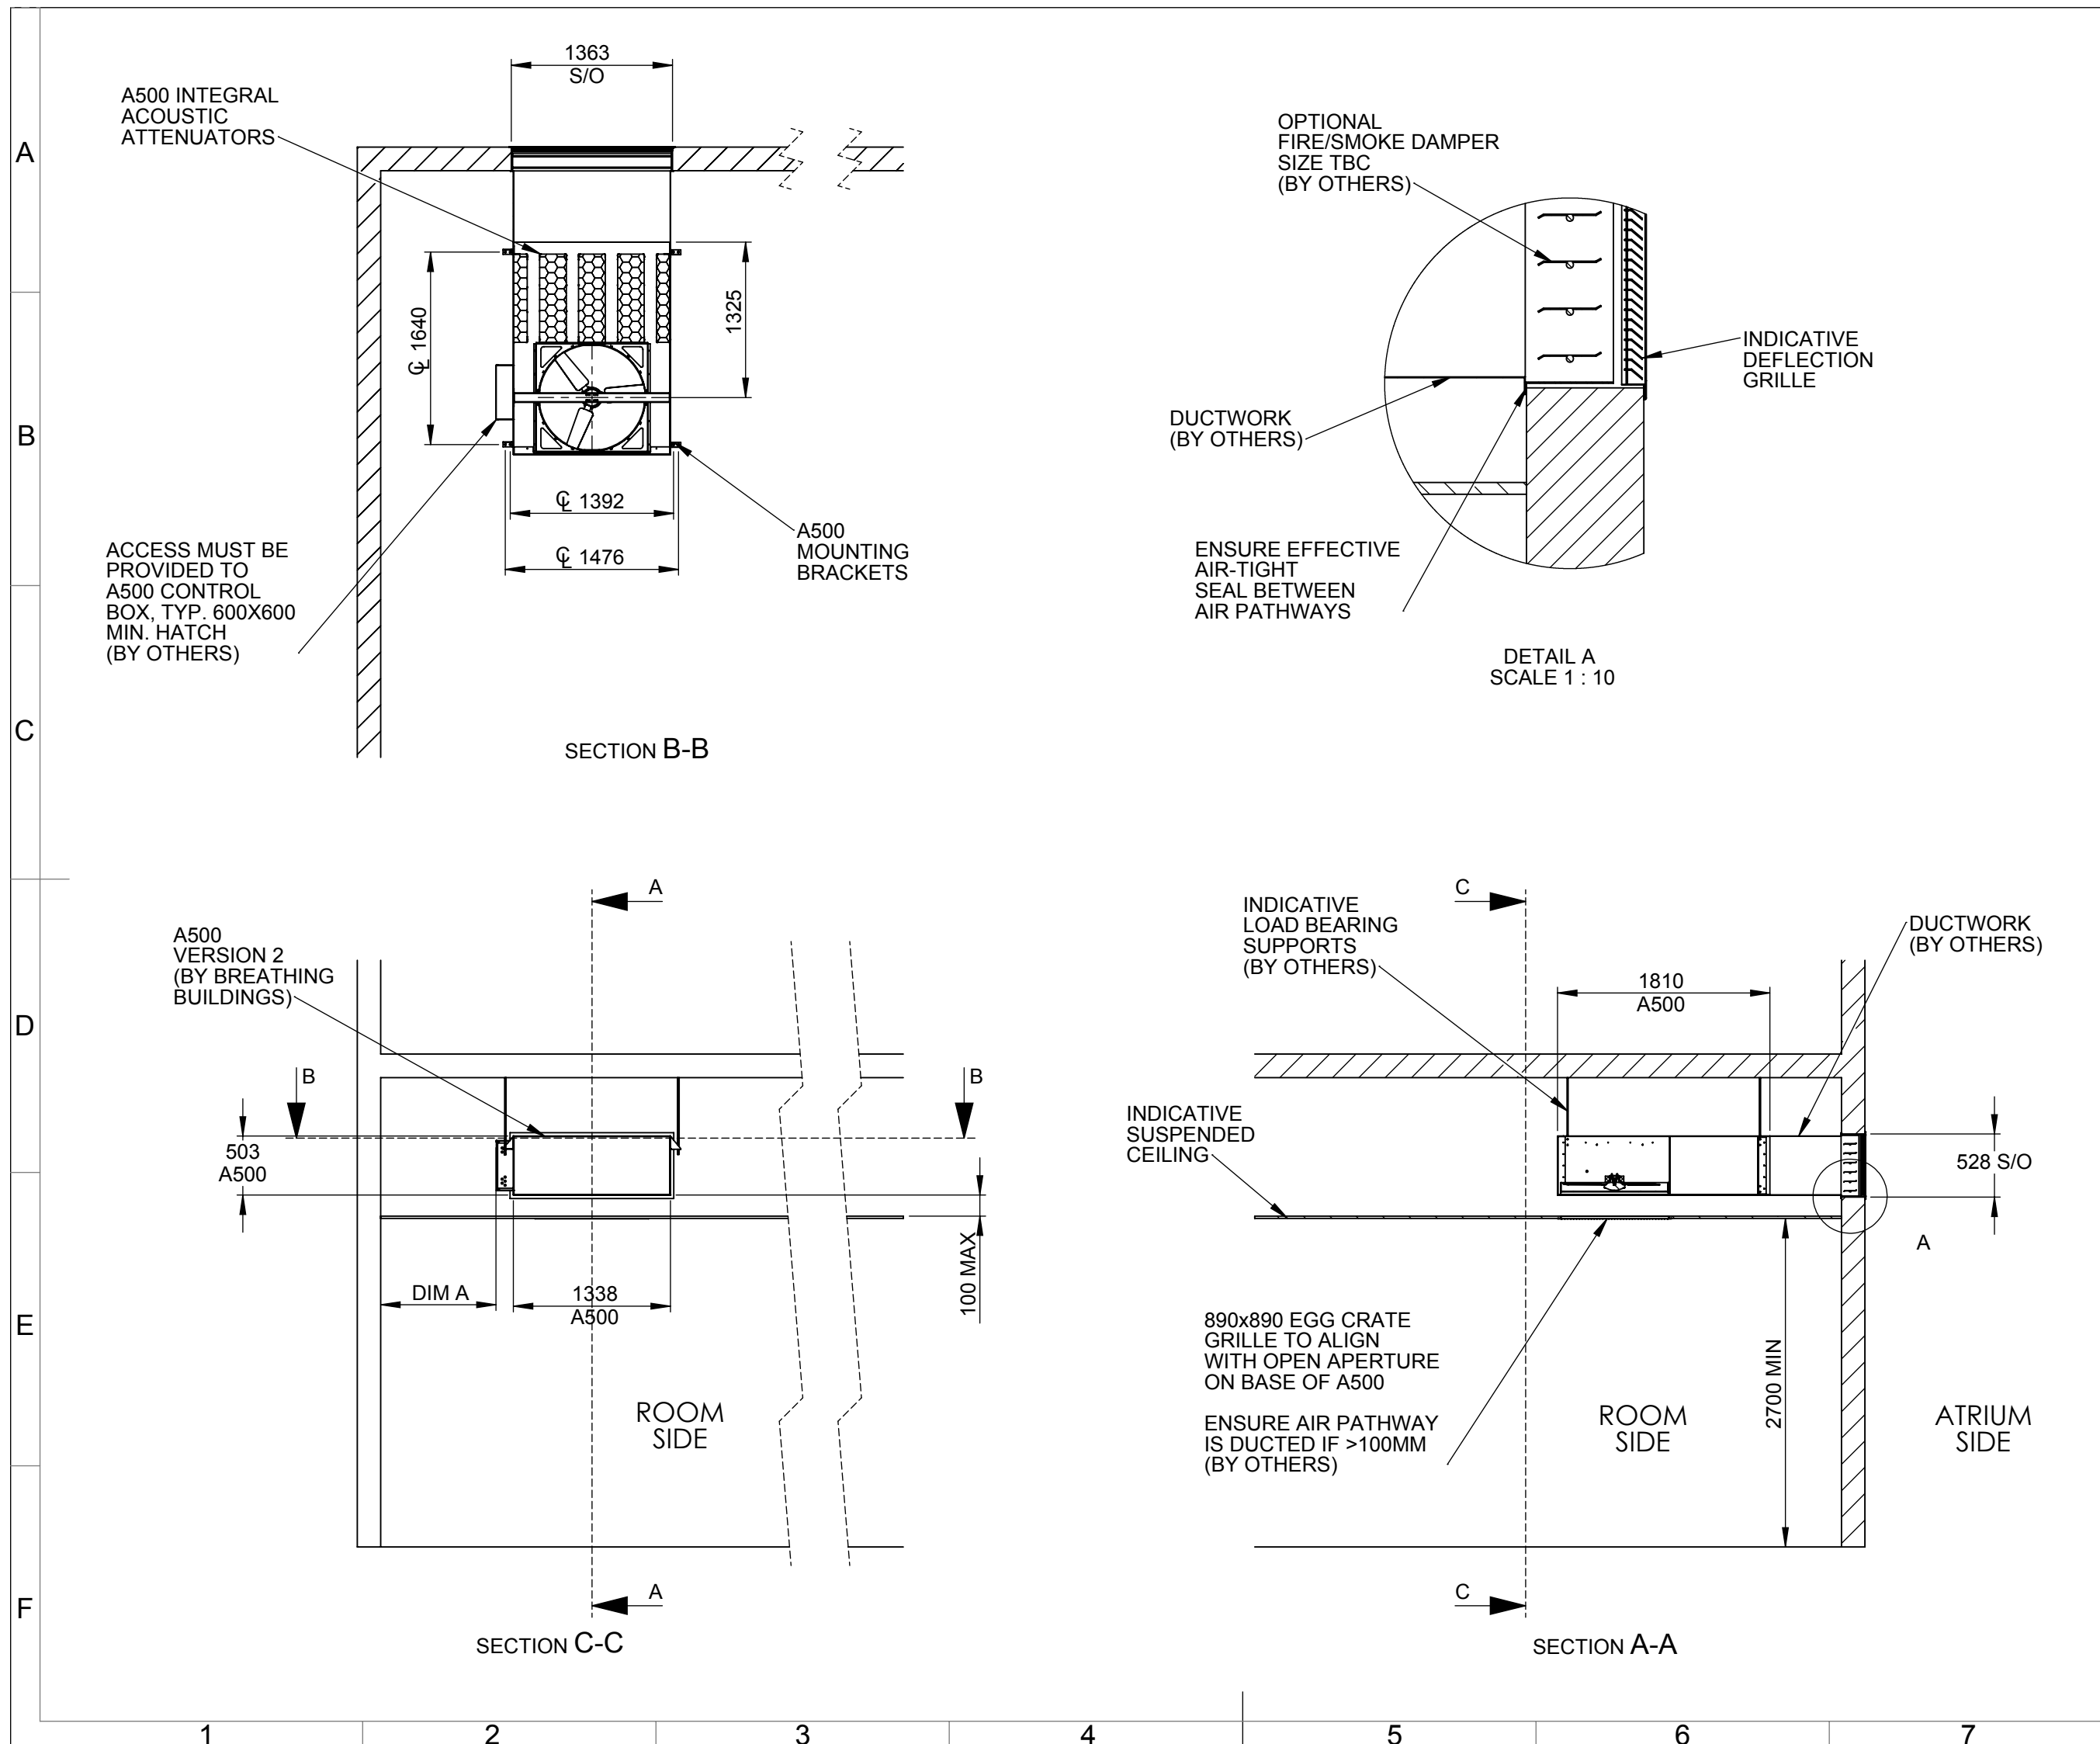 A
B
C
D
E
F
1363
S/O
A500 INTEGRAL
ACOUSTIC
ATTENUATORS
℄ 1640
1325
℄ 1392
℄ 1476
A500
MOUNTING
BRACKETS
ACCESS MUST BE
PROVIDED TO
A500 CONTROL
BOX, TYP. 600X600
MIN. HATCH
(BY OTHERS)
SECTION B-B
OPTIONAL
FIRE/SMOKE DAMPER
SIZE TBC
(BY OTHERS)
INDICATIVE
DEFLECTION
GRILLE
DUCTWORK
(BY OTHERS)
ENSURE EFFECTIVE
AIR-TIGHT
SEAL BETWEEN
AIR PATHWAYS
DETAIL A
SCALE 1 : 10
A
A500
VERSION 2
(BY BREATHING
BUILDINGS)
B
B
503
A500
DIM A
1338
A500
100 MAX
ROOM
SIDE
A
SECTION C-C
C
INDICATIVE
LOAD BEARING
SUPPORTS
(BY OTHERS)
DUCTWORK
(BY OTHERS)
1810
A500
INDICATIVE
SUSPENDED
CEILING
528 S/O
A
890x890 EGG CRATE
GRILLE TO ALIGN
WITH OPEN APERTURE
ON BASE OF A500
ENSURE AIR PATHWAY
IS DUCTED IF >100MM
(BY OTHERS)
2700 MIN
ROOM
SIDE
ATRIUM
SIDE
C
SECTION A-A
1
2
3
4
5
6
7